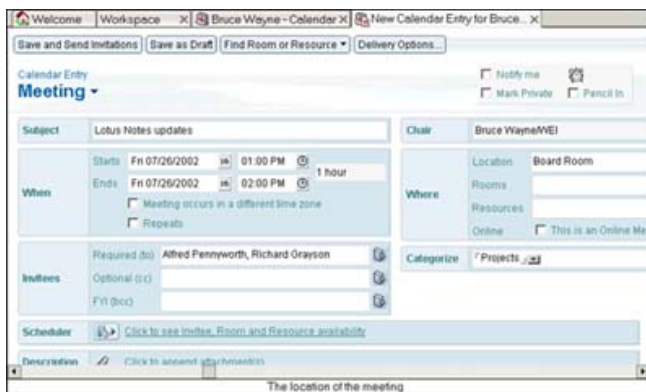 Welcome Workspace Bruce Wayne - Calendar New Calendar Entry for Bruce...
Save and Send Invitations Save as Draft Find Room or Resource Delivery Options...
Calendar Entry
Meeting
Notify me
Mark Private Pencil In
Subject Lotus Notes updates Chair Bruce Wayne/WEI
When Starts Fri 07/26/2002 16 01:00 PM
1 hour
Ends Fri 07/26/2002 16 02:00 PM
Meeting occurs in a different time zone
Repeats
Where Location Board Room
Rooms
Resources
Online This is an Online Me
Invitees Required (to) Alfred Pennyworth, Richard Grayson
Optional (cc)
FYI (bcc)
Categorize Projects
Scheduler Click to see Invitee, Room and Resource availability
Description Click to append attachment(s)
The location of the meeting